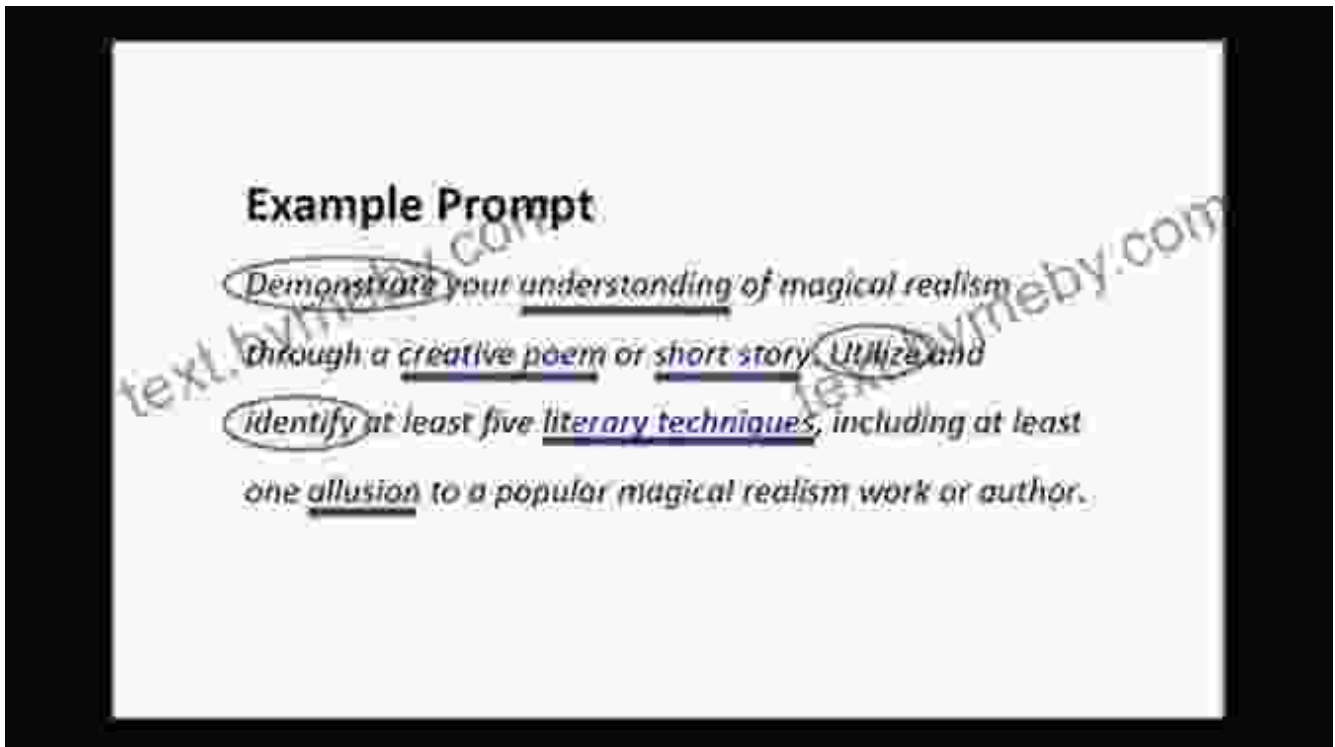 Example Prompt
Demonstrate your understanding of magical realism
through a creative poem or short story. Utilize and
identify at least five literary techniques, including at least
one allusion to a popular magical realism work or author.